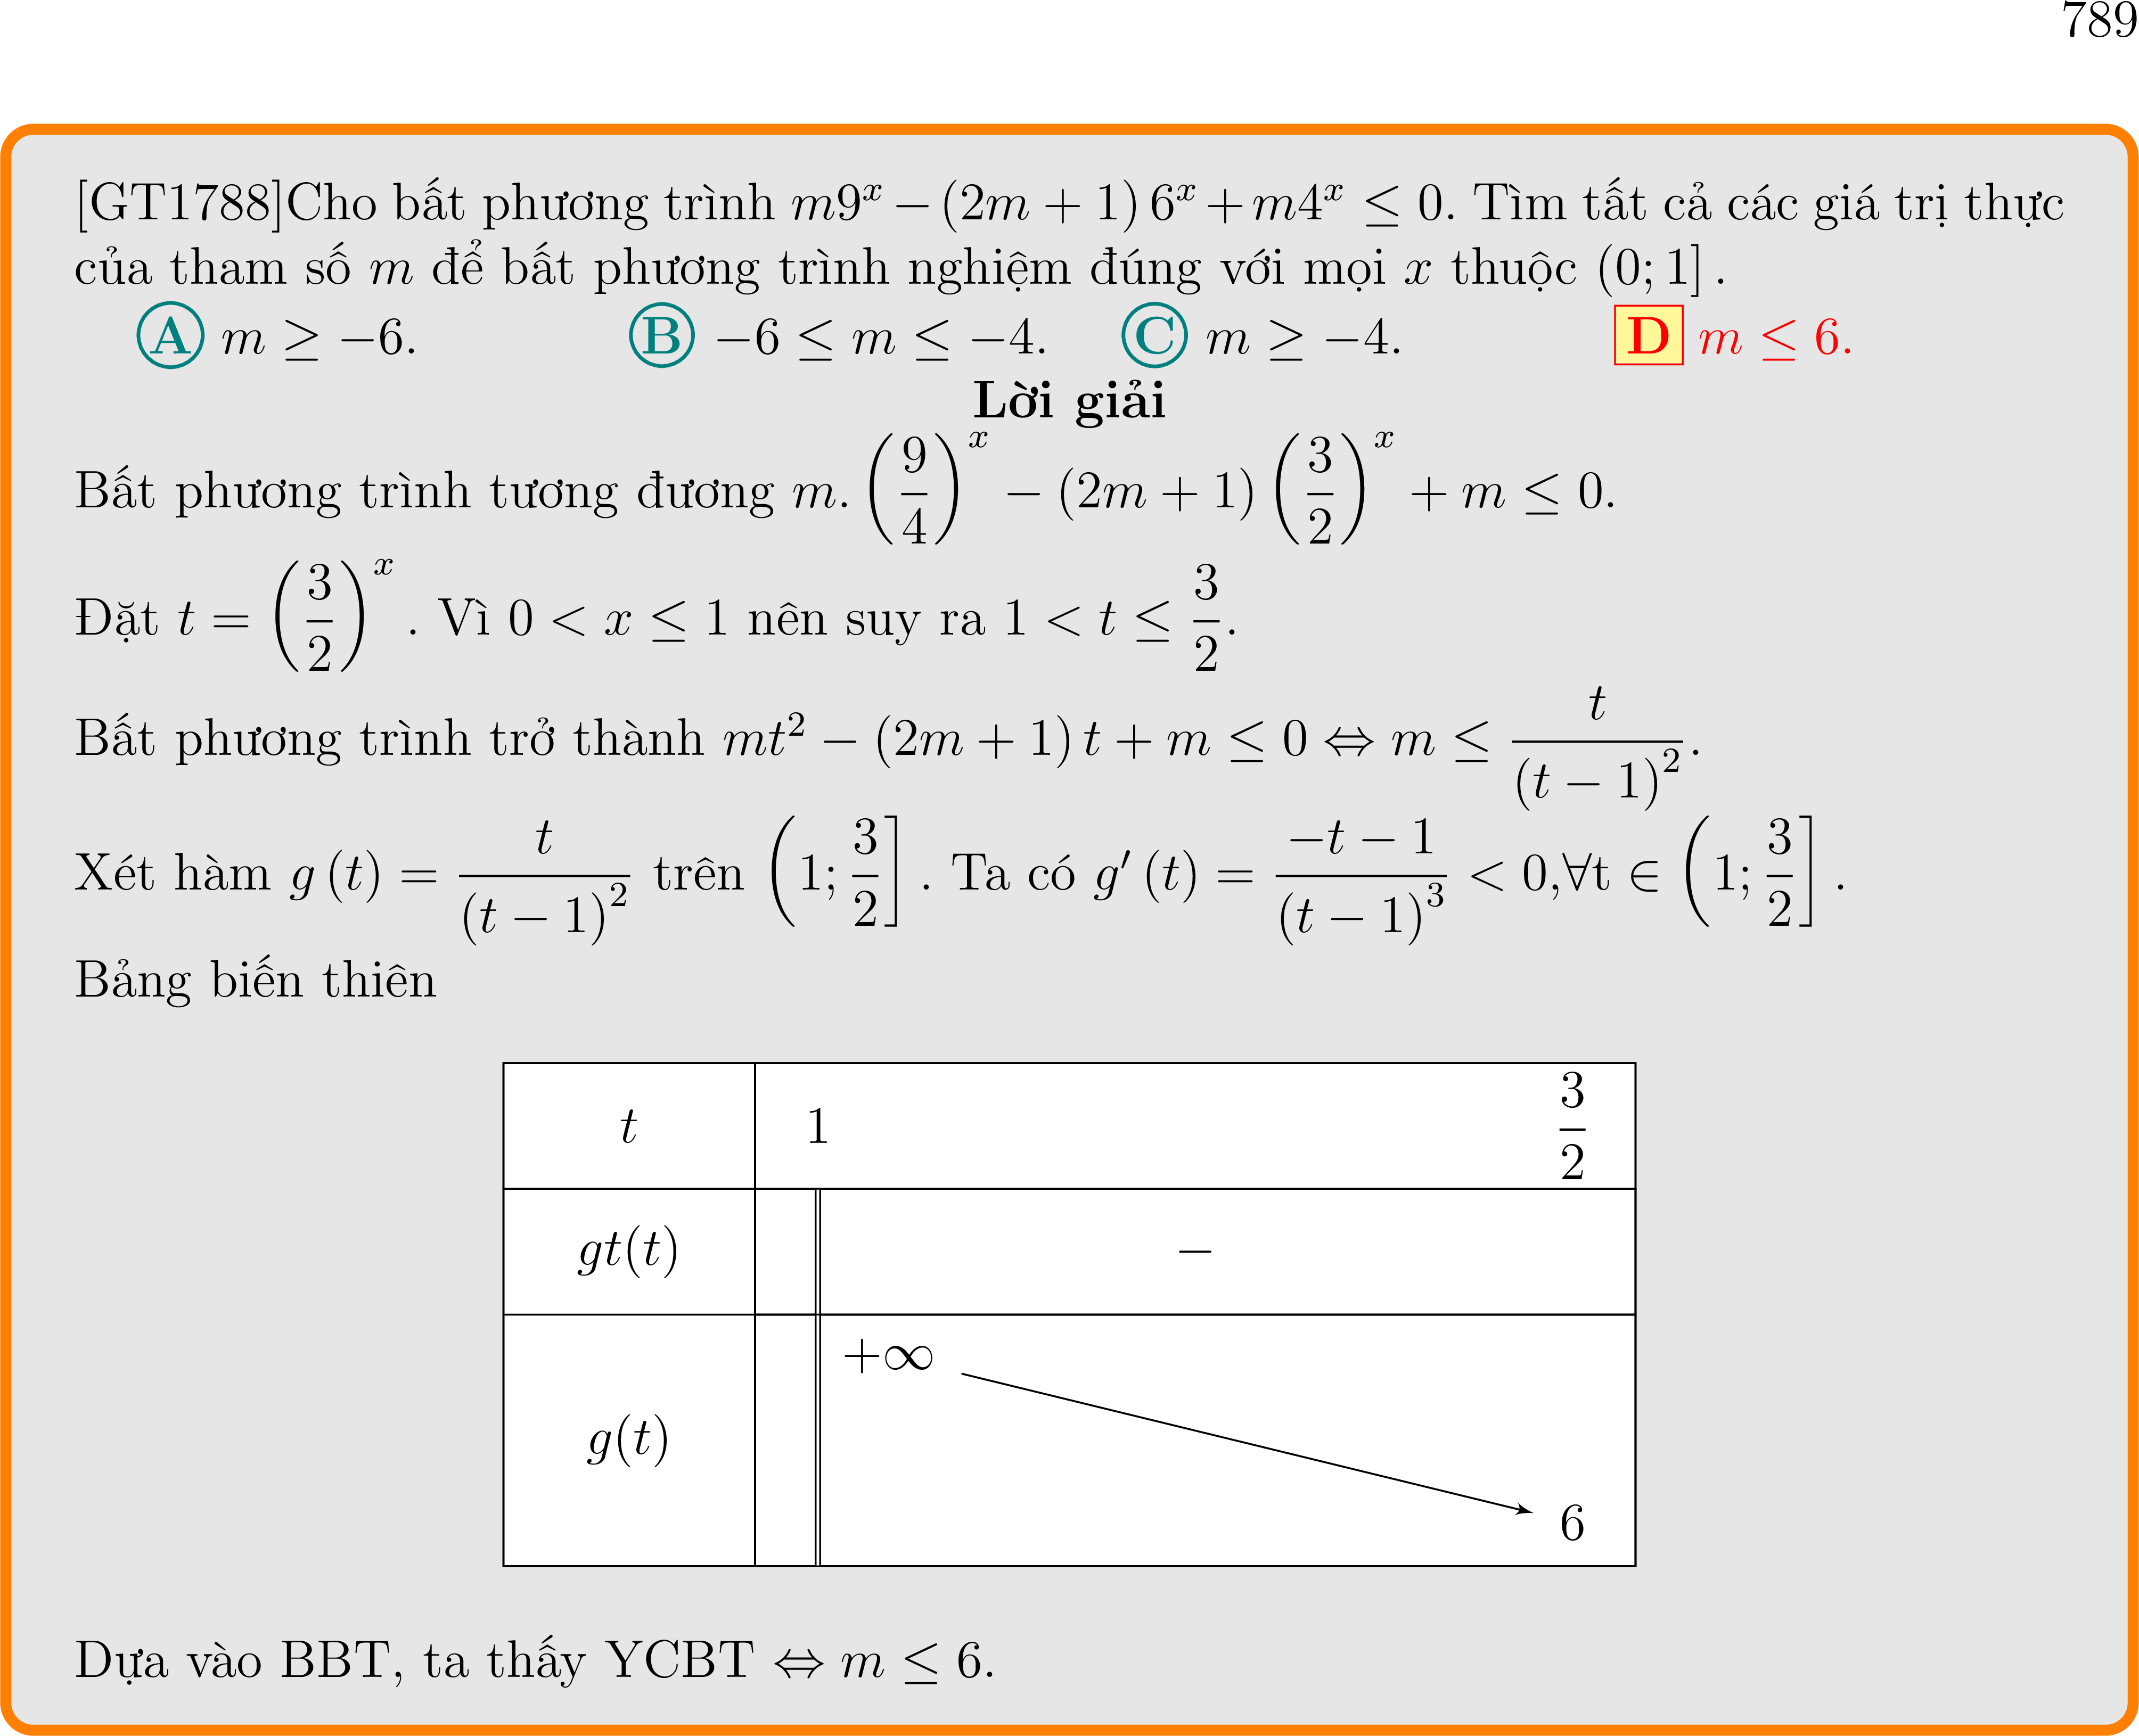 789
[GT1788]Cho bất phương trình $m9^x - (2m + 1) 6^x + m4^x \leq 0$. Tìm tất cả các giá trị thực
của tham số $m$ để bất phương trình nghiệm đúng với mọi $x$ thuộc $(0; 1]$.
Ⓐ $m \geq -6$. Ⓑ $-6 \leq m \leq -4$. Ⓒ $m \geq -4$. D $m \leq 6$.
Lời giải
Bất phương trình tương đương $m.\left(\frac{9}{4}\right)^x - (2m + 1)\left(\frac{3}{2}\right)^x + m \leq 0$.
Đặt $t = \left(\frac{3}{2}\right)^x$. Vì $0 < x \leq 1$ nên suy ra $1 < t \leq \frac{3}{2}$.
Bất phương trình trở thành $mt^2 - (2m + 1) t + m \leq 0 \Leftrightarrow m \leq \frac{t}{(t - 1)^2}$.
Xét hàm $g(t) = \frac{t}{(t - 1)^2}$ trên $\left(1; \frac{3}{2}\right]$. Ta có $g'(t) = \frac{-t - 1}{(t - 1)^3} < 0, \forall t \in \left(1; \frac{3}{2}\right]$.
Bảng biến thiên
$t$ 1 $\frac{3}{2}$
$gt(t)$ −
$+\infty$
$g(t)$
6
Dựa vào BBT, ta thấy YCBT $\Leftrightarrow m \leq 6$.